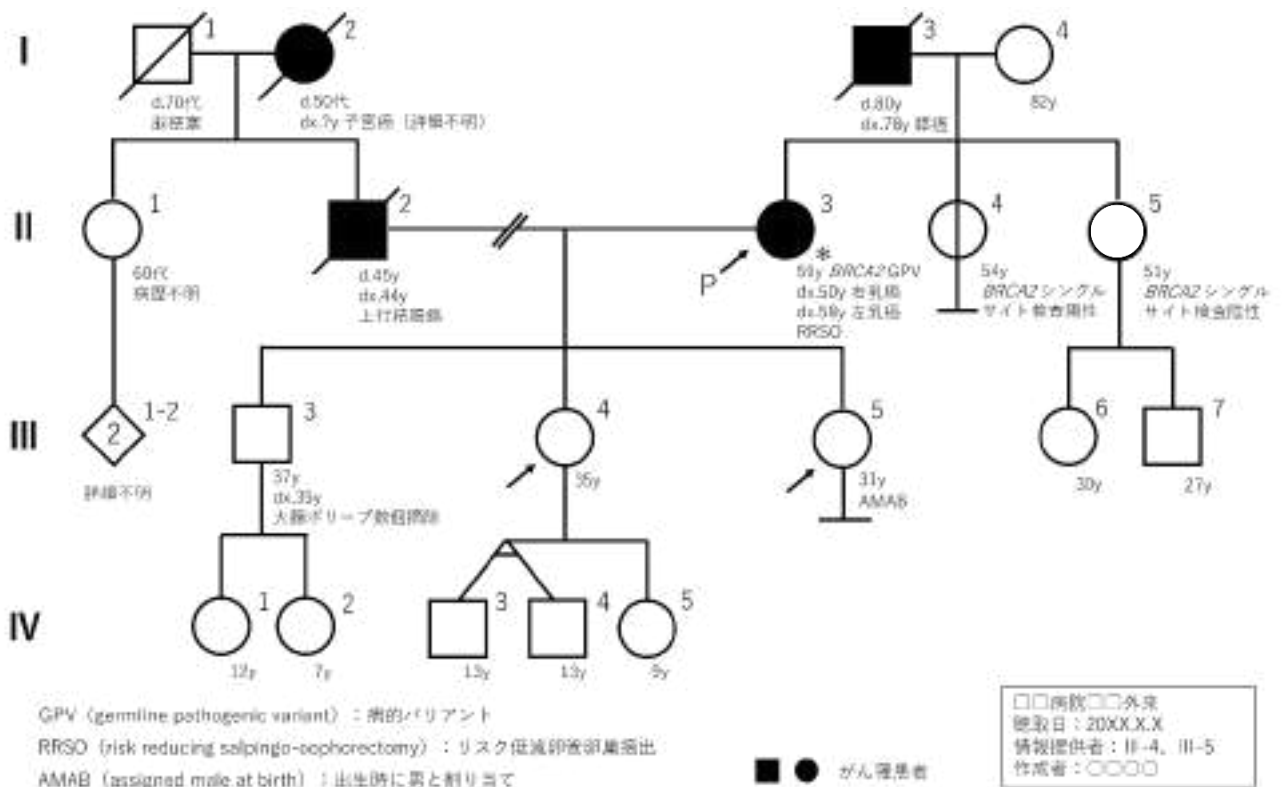 I
1
2
3
4
d.70代
脳梗塞
d.50代
dx.?y 子宮癌（詳細不明）
d.80y
dx.78y 膵癌
82y
II
1
2
3
4
5
60代
病歴不明
d.45y
dx.44y
上行結腸癌
P
*
59y BRCA2 GPV
dx.50y 右乳癌
dx.58y 左乳癌
RRSO
54y
BRCA2 シングル
サイト検査陽性
51y
BRCA2 シングル
サイト検査陰性
III
2
1-2
3
4
5
6
7
詳細不明
37y
dx.35y
大腸ポリープ数個摘除
35y
31y
AMAB
30y
27y
IV
1
2
3
4
5
12y
7y
13y
13y
9y
GPV（germline pathogenic variant）：病的バリアント
RRSO（risk reducing salpingo-oophorectomy）：リスク低減卵管卵巣摘出
AMAB（assigned male at birth）：出生時に男と割り当て
がん罹患者
□□病院□□外来
聴取日：20XX.X.X
情報提供者：III-4, III-5
作成者：○○○○